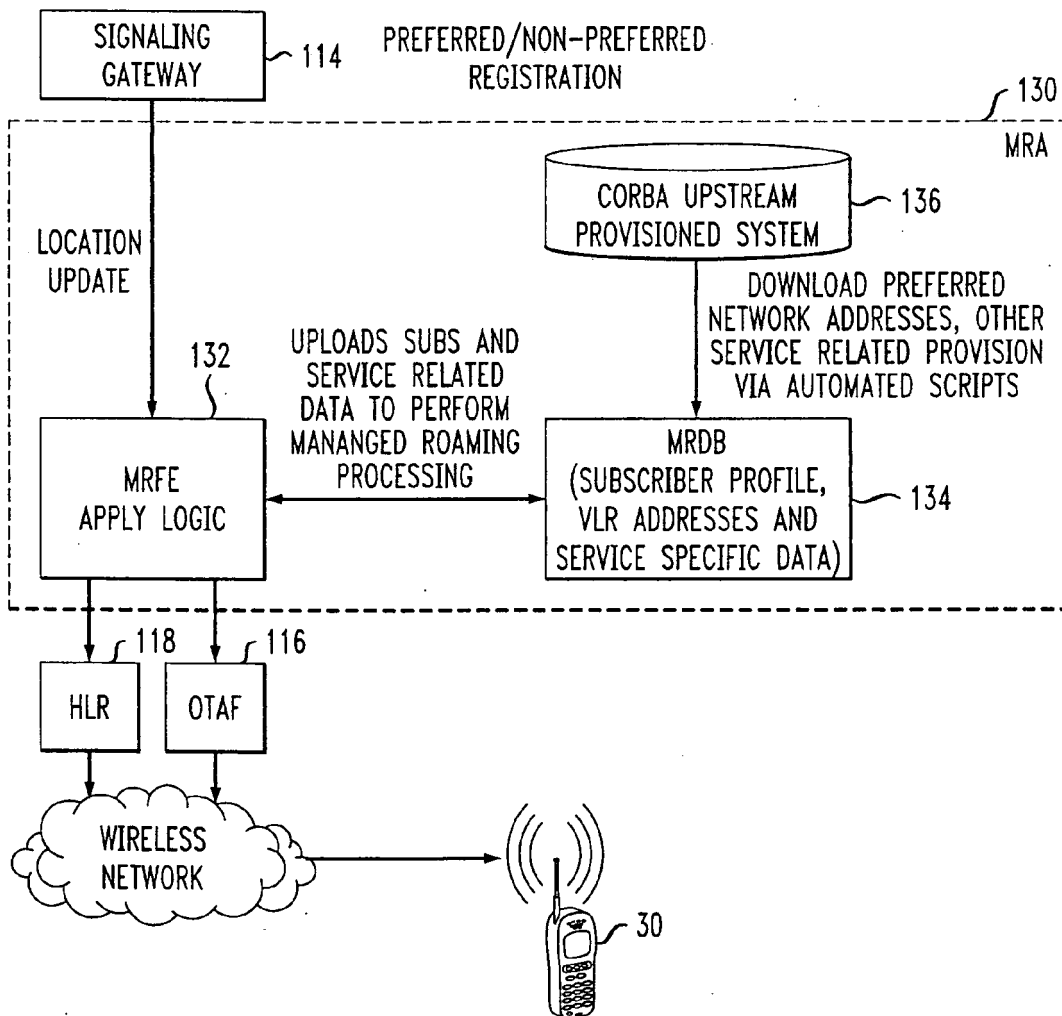 SIGNALING
GATEWAY
114
PREFERRED/NON-PREFERRED
REGISTRATION
130
MRA
CORBA UPSTREAM
PROVISIONED SYSTEM
136
LOCATION
UPDATE
DOWNLOAD PREFERRED
NETWORK ADDRESSES, OTHER
SERVICE RELATED PROVISION
VIA AUTOMATED SCRIPTS
132
UPLOADS SUBS AND
SERVICE RELATED
DATA TO PERFORM
MANANGED ROAMING
PROCESSING
MRFE
APPLY LOGIC
MRDB
(SUBSCRIBER PROFILE,
VLR ADDRESSES AND
SERVICE SPECIFIC DATA)
134
118
116
HLR
OTAF
WIRELESS
NETWORK
30